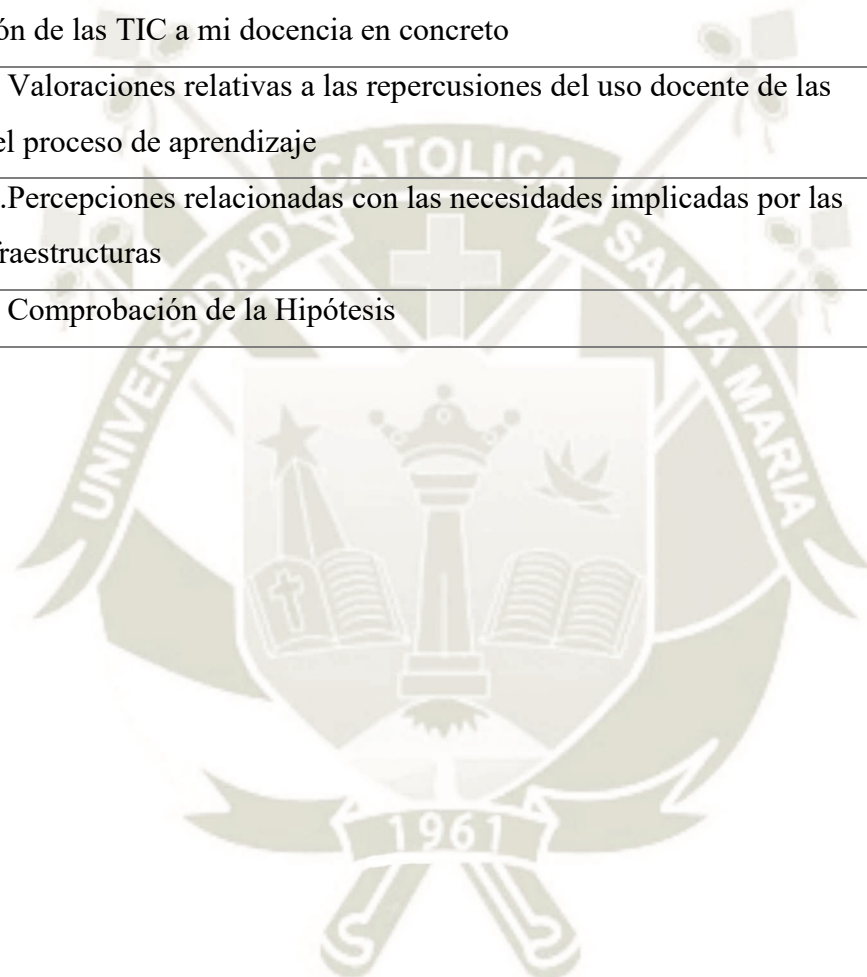 ón de las TIC a mi docencia en concreto
Valoraciones relativas a las repercusiones del uso docente de las
el proceso de aprendizaje
.Percepciones relacionadas con las necesidades implicadas por las
fraestructuras
Comprobación de la Hipótesis
UNIVERSIDAD CATOLICA SANTA MARIA
1961